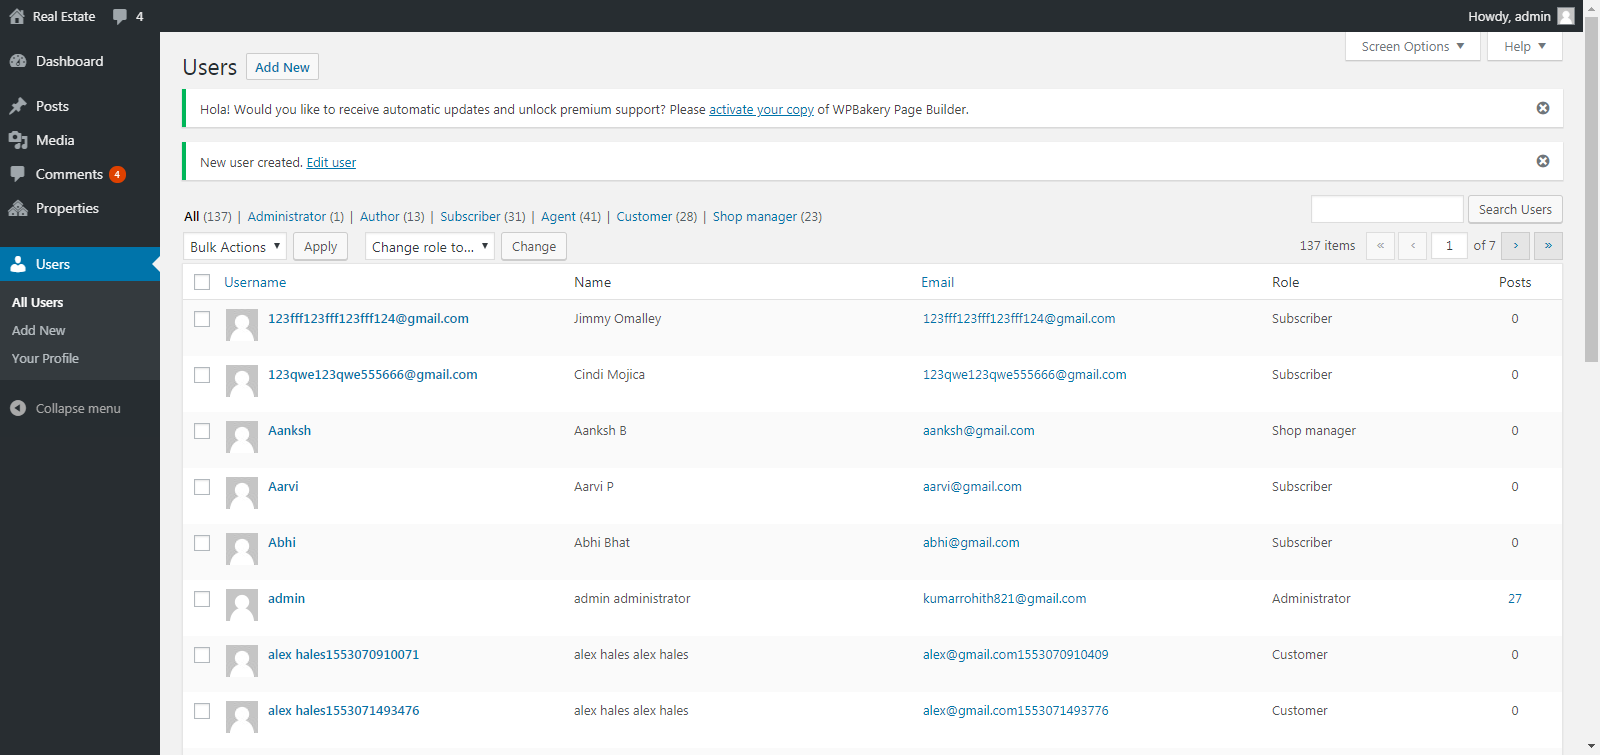 Real Estate 4 Howdy, admin
Screen Options Help
Dashboard
Posts
Media
Comments 4
Properties
Users
All Users
Add New
Your Profile
Collapse menu
Users Add New
Hola! Would you like to receive automatic updates and unlock premium support? Please activate your copy of WPBakery Page Builder.
New user created. Edit user
All (137) | Administrator (1) | Author (13) | Subscriber (31) | Agent (41) | Customer (28) | Shop manager (23)
Search Users
Bulk Actions Apply Change role to... Change 137 items « ‹ 1 of 7 › »
Username Name Email Role Posts
123fff123fff123fff124@gmail.com Jimmy Omalley 123fff123fff123fff124@gmail.com Subscriber 0
123qwe123qwe555666@gmail.com Cindi Mojica 123qwe123qwe555666@gmail.com Subscriber 0
Aanksh Aanksh B aanksh@gmail.com Shop manager 0
Aarvi Aarvi P aarvi@gmail.com Subscriber 0
Abhi Abhi Bhat abhi@gmail.com Subscriber 0
admin admin administrator kumarrohith821@gmail.com Administrator 27
alex hales1553070910071 alex hales alex hales alex@gmail.com1553070910409 Customer 0
alex hales1553071493476 alex hales alex hales alex@gmail.com1553071493776 Customer 0